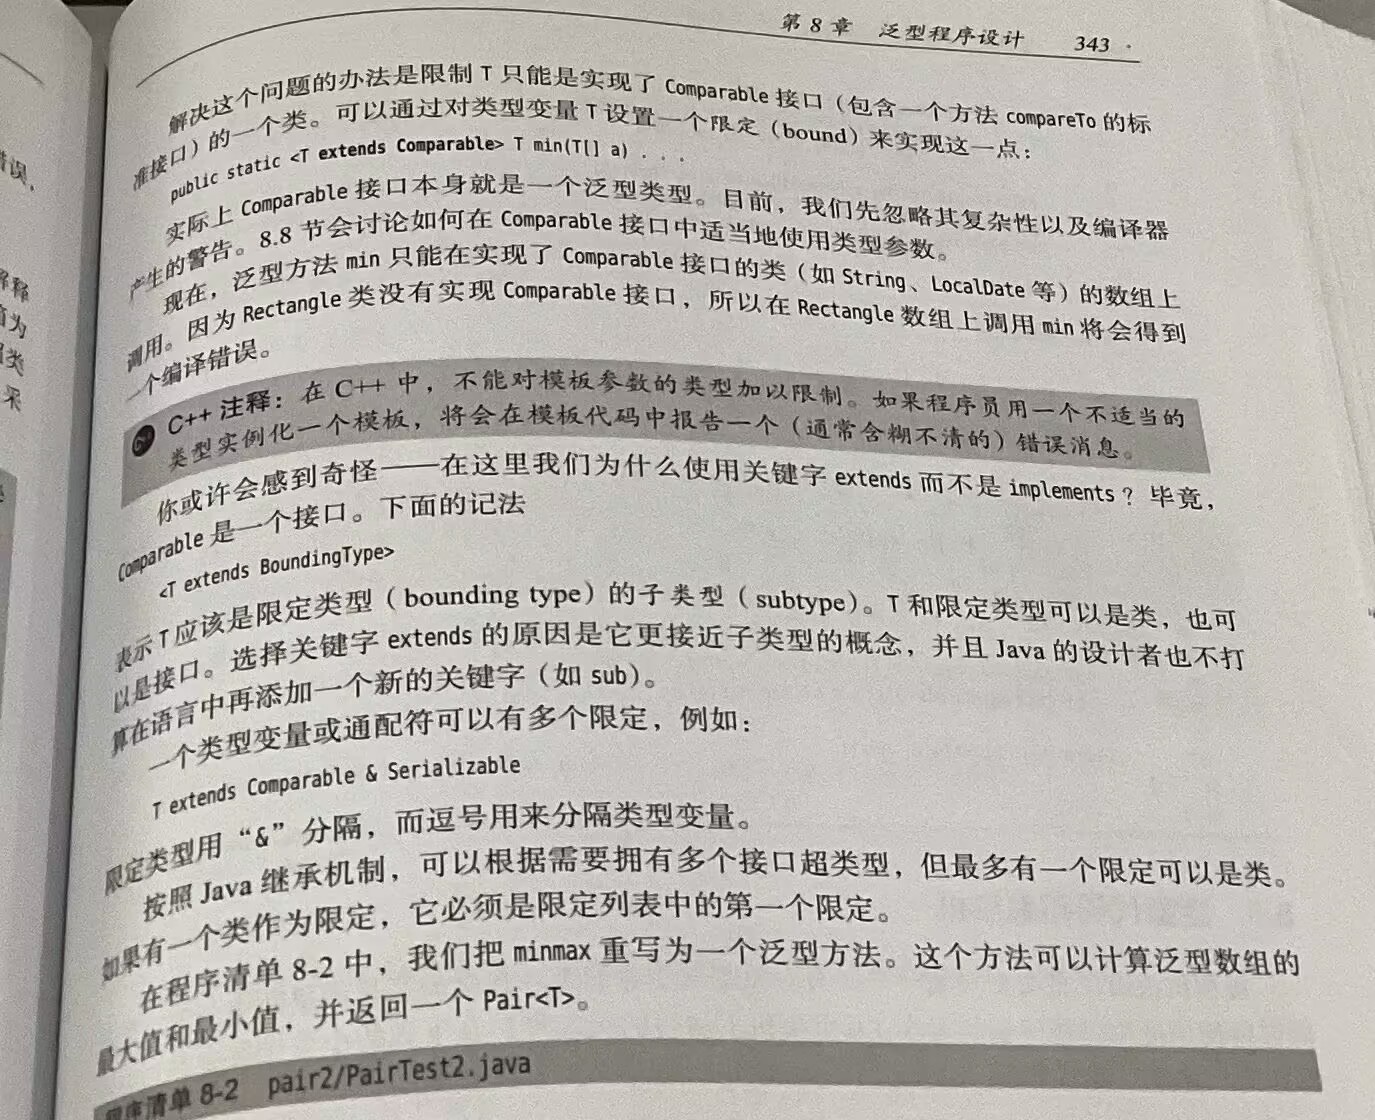 第 8 章 泛型程序设计 343
解决这个问题的办法是限制 T 只能是实现了 Comparable 接口（包含一个方法 compareTo 的标
准接口）的一个类。可以通过对类型变量 T 设置一个限定（bound）来实现这一点：
public static <T extends Comparable> T min(T[] a) . . .
实际上 Comparable 接口本身就是一个泛型类型。目前，我们先忽略其复杂性以及编译器
产生的警告。8.8 节会讨论如何在 Comparable 接口中适当地使用类型参数。
现在，泛型方法 min 只能在实现了 Comparable 接口的类（如 String、LocalDate 等）的数组上
调用。因为 Rectangle 类没有实现 Comparable 接口，所以在 Rectangle 数组上调用 min 将会得到
一个编译错误。
C++ 注释：在 C++ 中，不能对模板参数的类型加以限制。如果程序员用一个不适当的
类型实例化一个模板，将会在模板代码中报告一个（通常含糊不清的）错误消息。
你或许会感到奇怪——在这里我们为什么使用关键字 extends 而不是 implements？毕竟，
Comparable 是一个接口。下面的记法
<T extends BoundingType>
表示 T 应该是限定类型（bounding type）的子类型（subtype）。T 和限定类型可以是类，也可
以是接口。选择关键字 extends 的原因是它更接近子类型的概念，并且 Java 的设计者也不打
算在语言中再添加一个新的关键字（如 sub）。
一个类型变量或通配符可以有多个限定，例如：
T extends Comparable & Serializable
限定类型用“&”分隔，而逗号用来分隔类型变量。
按照 Java 继承机制，可以根据需要拥有多个接口超类型，但最多有一个限定可以是类。
如果有一个类作为限定，它必须是限定列表中的第一个限定。
在程序清单 8-2 中，我们把 minmax 重写为一个泛型方法。这个方法可以计算泛型数组的
最大值和最小值，并返回一个 Pair<T>。
程序清单 8-2 pair2/PairTest2.java